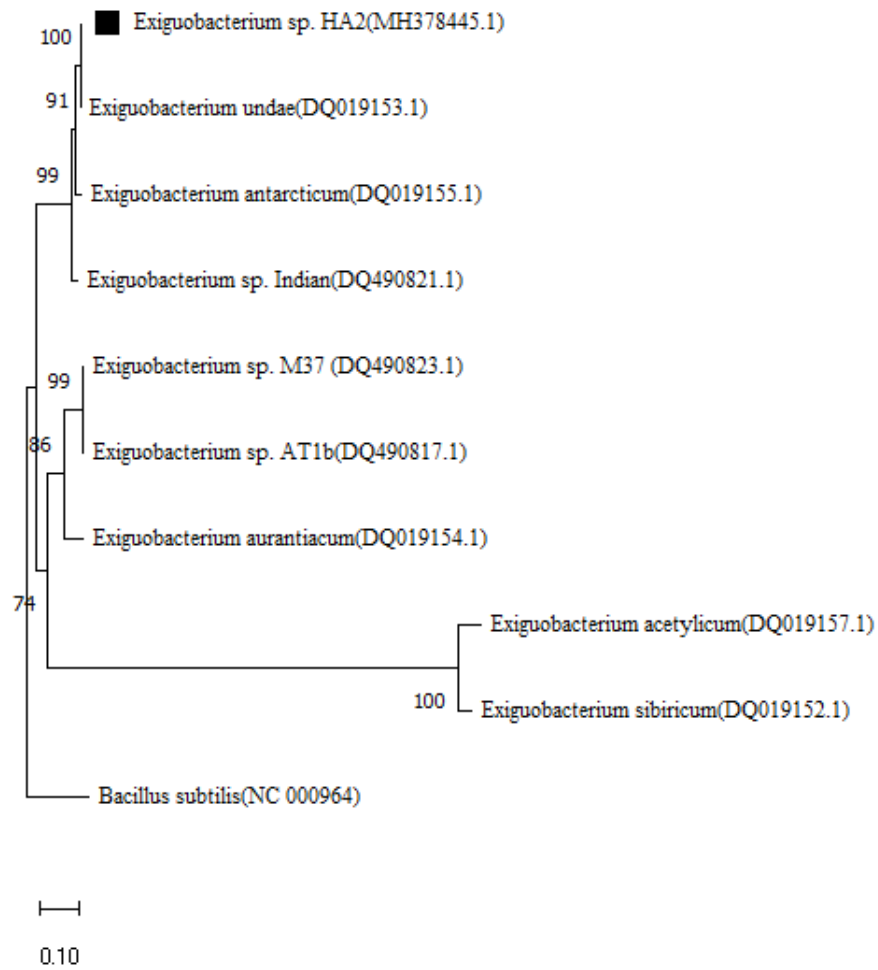 Exiguobacterium sp. HA2(MH378445.1)
100
91
Exiguobacterium undae(DQ019153.1)
99
Exiguobacterium antarcticum(DQ019155.1)
Exiguobacterium sp. Indian(DQ490821.1)
Exiguobacterium sp. M37 (DQ490823.1)
99
86
Exiguobacterium sp. AT1b(DQ490817.1)
Exiguobacterium aurantiacum(DQ019154.1)
74
Exiguobacterium acetylicum(DQ019157.1)
100
Exiguobacterium sibiricum(DQ019152.1)
Bacillus subtilis(NC 000964)
0.10